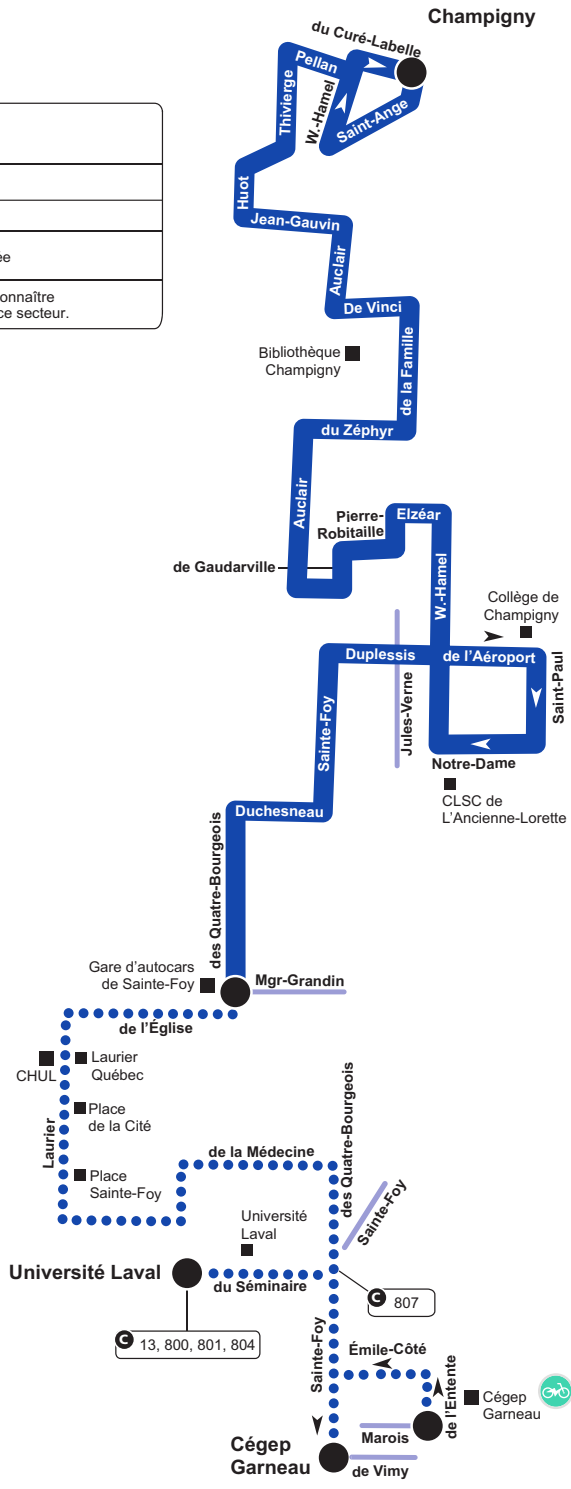 Champigny
du Curé-Labelle
Pellan
Thivierge
W.-Hamel
Saint-Ange
Huot
Jean-Gauvin
Auclair
De Vinci
onnaître
ce secteur.
Bibliothèque
Champigny
de la Famille
du Zéphyr
Auclair
Pierre-
Robitaille
Elzéar
de Gaudarville
W.-Hamel
Collège de
Champigny
Duplessis
de l'Aéroport
Saint-Paul
Sainte-Foy
Jules-Verne
Notre-Dame
CLSC de
L'Ancienne-Lorette
Duchesneau
des Quatre-Bourgeois
Gare d'autocars
de Sainte-Foy
Mgr-Grandin
de l'Église
CHUL
Laurier
Québec
Place
de la Cité
Laurier
Place
Sainte-Foy
de la Médecine
des Quatre-Bourgeois
Sainte-Foy
Université
Laval
Université Laval
du Séminaire
C 807
C 13, 800, 801, 804
Sainte-Foy
Émile-Côté
de l'Entente
Cégep
Garneau
Marois
Cégep
Garneau
de Vimy